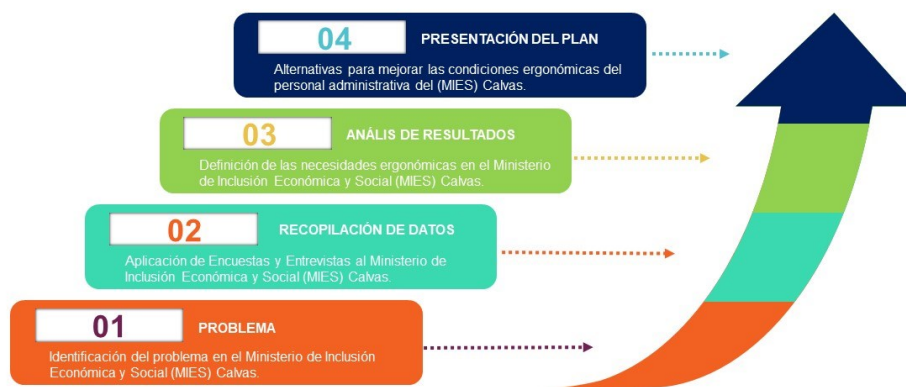 04
PRESENTACIÓN DEL PLAN
Alternativas para mejorar las condiciones ergonómicas del
personal administrativa del (MIES) Calvas.
03
ANÁLIS DE RESULTADOS
Definición de las necesidades ergonómicas en el Ministerio
de Inclusión Económica y Social (MIES) Calvas.
02
RECOPILACIÓN DE DATOS
Aplicación de Encuestas y Entrevistas al Ministerio de
Inclusión Económica y Social (MIES) Calvas.
01
PROBLEMA
Identificación del problema en el Ministerio de Inclusión
Económica y Social (MIES) Calvas.